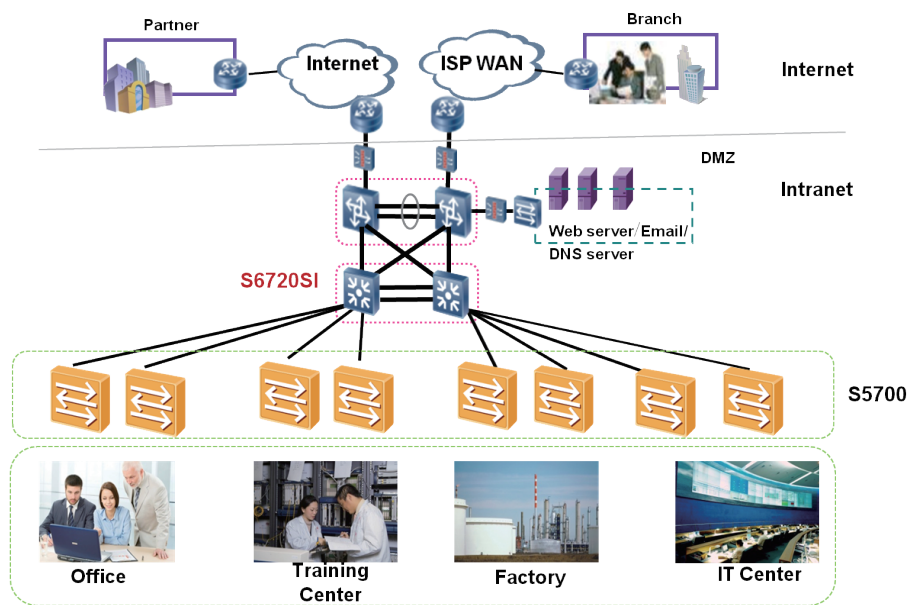 Partner
Branch
Internet
ISP WAN
Internet
DMZ
Intranet
Web server/Email/
DNS server
S6720SI
S5700
Office
Training
Center
Factory
IT Center